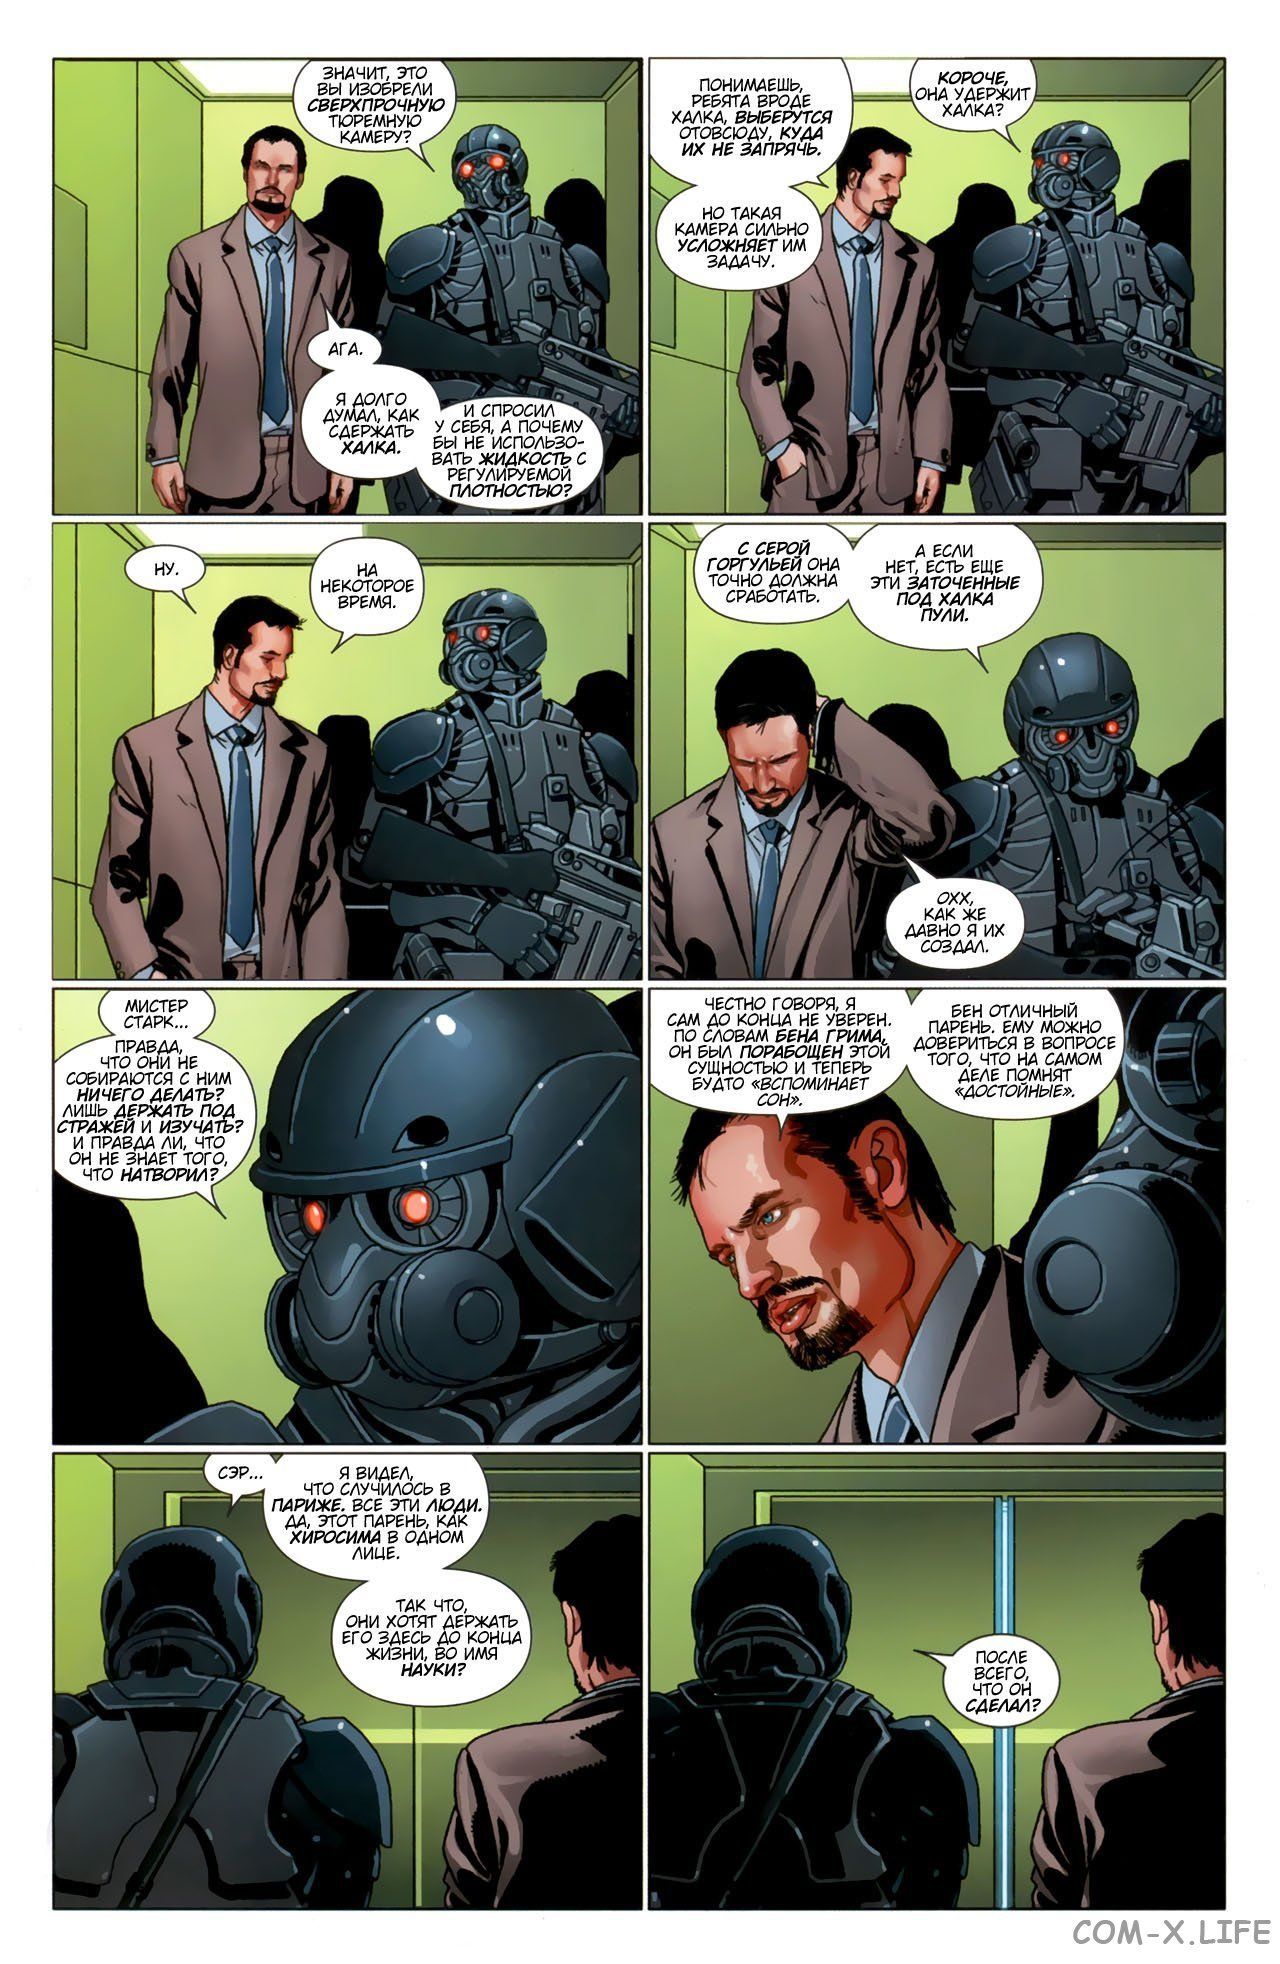 ЗНАЧИТ, ЭТО
ВЫ ИЗОБРЕЛИ
СВЕРХПРОЧНУЮ
ТЮРЕМНУЮ
КАМЕРУ?
АГА.
Я ДОЛГО
ДУМАЛ, КАК
СДЕРЖАТЬ
ХАЛКА.
И СПРОСИЛ
У СЕБЯ, А ПОЧЕМУ
БЫ НЕ ИСПОЛЬЗО-
ВАТЬ ЖИДКОСТЬ С
РЕГУЛИРУЕМОЙ
ПЛОТНОСТЬЮ?
КОРОЧЕ,
ОНА УДЕРЖИТ
ХАЛКА?
ПОНИМАЕШЬ,
РЕБЯТА ВРОДЕ
ХАЛКА, ВЫБЕРУТСЯ
ОТОВСЮДУ, КУДА
ИХ НЕ ЗАПРЯЧЬ.
НО ТАКАЯ
КАМЕРА СИЛЬНО
УСЛОЖНЯЕТ ИМ
ЗАДАЧУ.
НУ.
НА
НЕКОТОРОЕ
ВРЕМЯ.
С СЕРОЙ
ГОРГУЛЬЕЙ ОНА
ТОЧНО ДОЛЖНА
СРАБОТАТЬ.
А ЕСЛИ
НЕТ, ЕСТЬ ЕЩЕ
ЭТИ ЗАТОЧЕННЫЕ
ПОД ХАЛКА
ПУЛИ.
ОХХ,
КАК ЖЕ
ДАВНО Я ИХ
СОЗДАЛ.
МИСТЕР
СТАРК...
ПРАВДА,
ЧТО ОНИ НЕ
СОБИРАЮТСЯ С НИМ
НИЧЕГО ДЕЛАТЬ?
ЛИШЬ ДЕРЖАТЬ ПОД
СТРАЖЕЙ И ИЗУЧАТЬ?
И ПРАВДА ЛИ, ЧТО
ОН НЕ ЗНАЕТ ТОГО,
ЧТО НАТВОРИЛ?
ЧЕСТНО ГОВОРЯ, Я
САМ ДО КОНЦА НЕ УВЕРЕН.
ПО СЛОВАМ БЕНА ГРИМА,
ОН БЫЛ ПОРАБОЩЕН ЭТОЙ
СУЩНОСТЬЮ И ТЕПЕРЬ
БУДТО «ВСПОМИНАЕТ
СОН».
БЕН ОТЛИЧНЫЙ
ПАРЕНЬ. ЕМУ МОЖНО
ДОВЕРИТЬСЯ В ВОПРОСЕ
ТОГО, ЧТО НА САМОМ
ДЕЛЕ ПОМНЯТ
«ДОСТОЙНЫЕ».
СЭР...
Я ВИДЕЛ,
ЧТО СЛУЧИЛОСЬ В
ПАРИЖЕ. ВСЕ ЭТИ ЛЮДИ.
ДА, ЭТОТ ПАРЕНЬ, КАК
ХИРОСИМА В ОДНОМ
ЛИЦЕ.
ТАК ЧТО,
ОНИ ХОТЯТ ДЕРЖАТЬ
ЕГО ЗДЕСЬ ДО КОНЦА
ЖИЗНИ, ВО ИМЯ
НАУКИ?
ПОСЛЕ
ВСЕГО,
ЧТО ОН
СДЕЛАЛ?
COM-X.LIFE